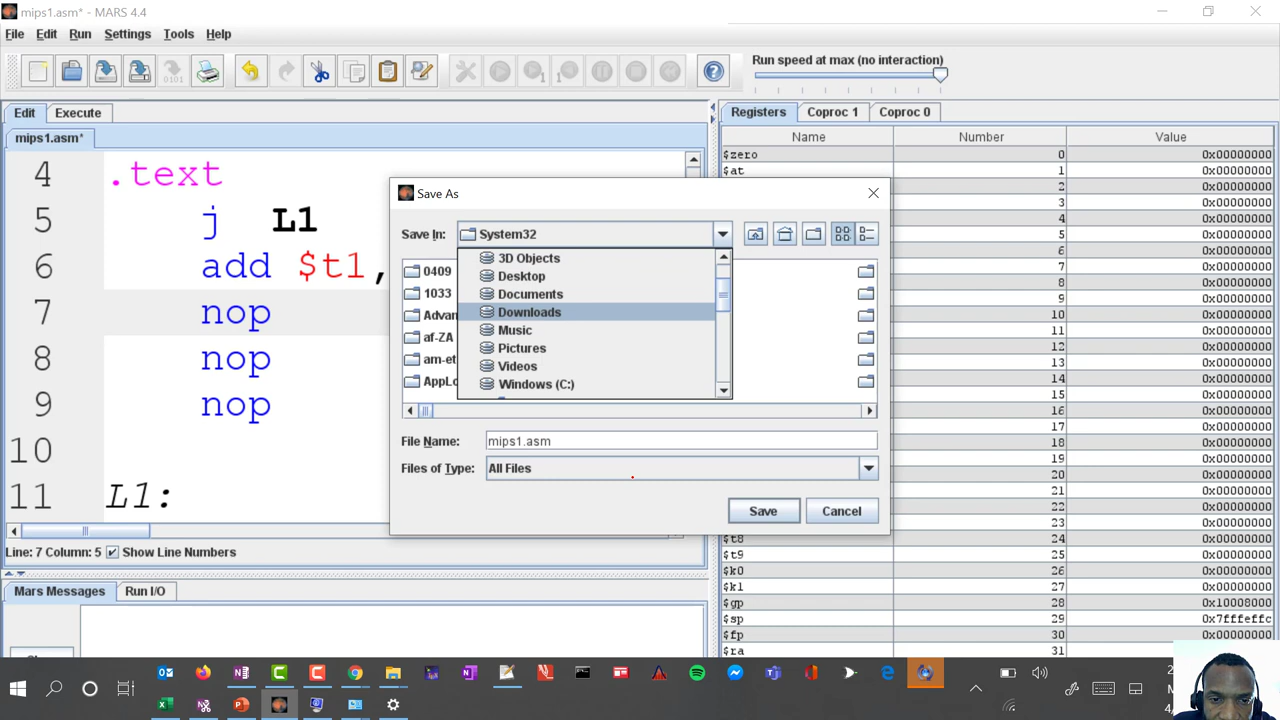 mips1.asm* - MARS 4.4
File Edit Run Settings Tools Help
Run speed at max (no interaction)
Edit Execute
mips1.asm*
4 .text
5 j L1
6 add $t1,
7 nop
8 nop
9 nop
10
11 L1:
Line: 7 Column: 5 Show Line Numbers
Mars Messages Run I/O
Save As
Save In: System32
3D Objects
Desktop
Documents
Downloads
Music
Pictures
Videos
Windows (C:)
0409
1033
Advan
af-ZA
am-et
AppLo
File Name: mips1.asm
Files of Type: All Files
Save Cancel
Registers Coproc 1 Coproc 0
Name Number Value
$zero 0 0x00000000
$at 1 0x00000000
2 0x00000000
3 0x00000000
4 0x00000000
5 0x00000000
6 0x00000000
7 0x00000000
8 0x00000000
9 0x00000000
10 0x00000000
11 0x00000000
12 0x00000000
13 0x00000000
14 0x00000000
15 0x00000000
16 0x00000000
17 0x00000000
18 0x00000000
19 0x00000000
20 0x00000000
21 0x00000000
22 0x00000000
23 0x00000000
$t8 24 0x00000000
$t9 25 0x00000000
$k0 26 0x00000000
$k1 27 0x00000000
$gp 28 0x10008000
$sp 29 0x7fffeffc
$fp 30 0x00000000
$ra 31 0x00000000